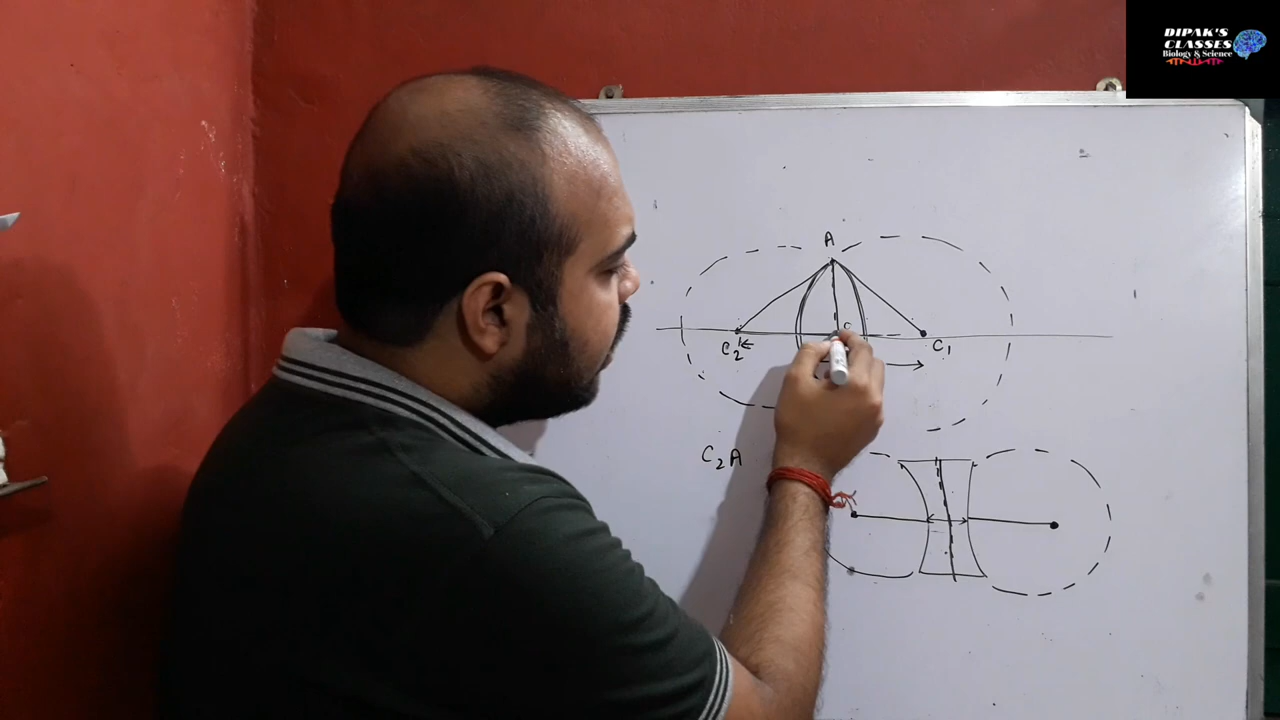 DIPAK'S
CLASSES
Biology & Science
A
C₂
C₁
C₂A